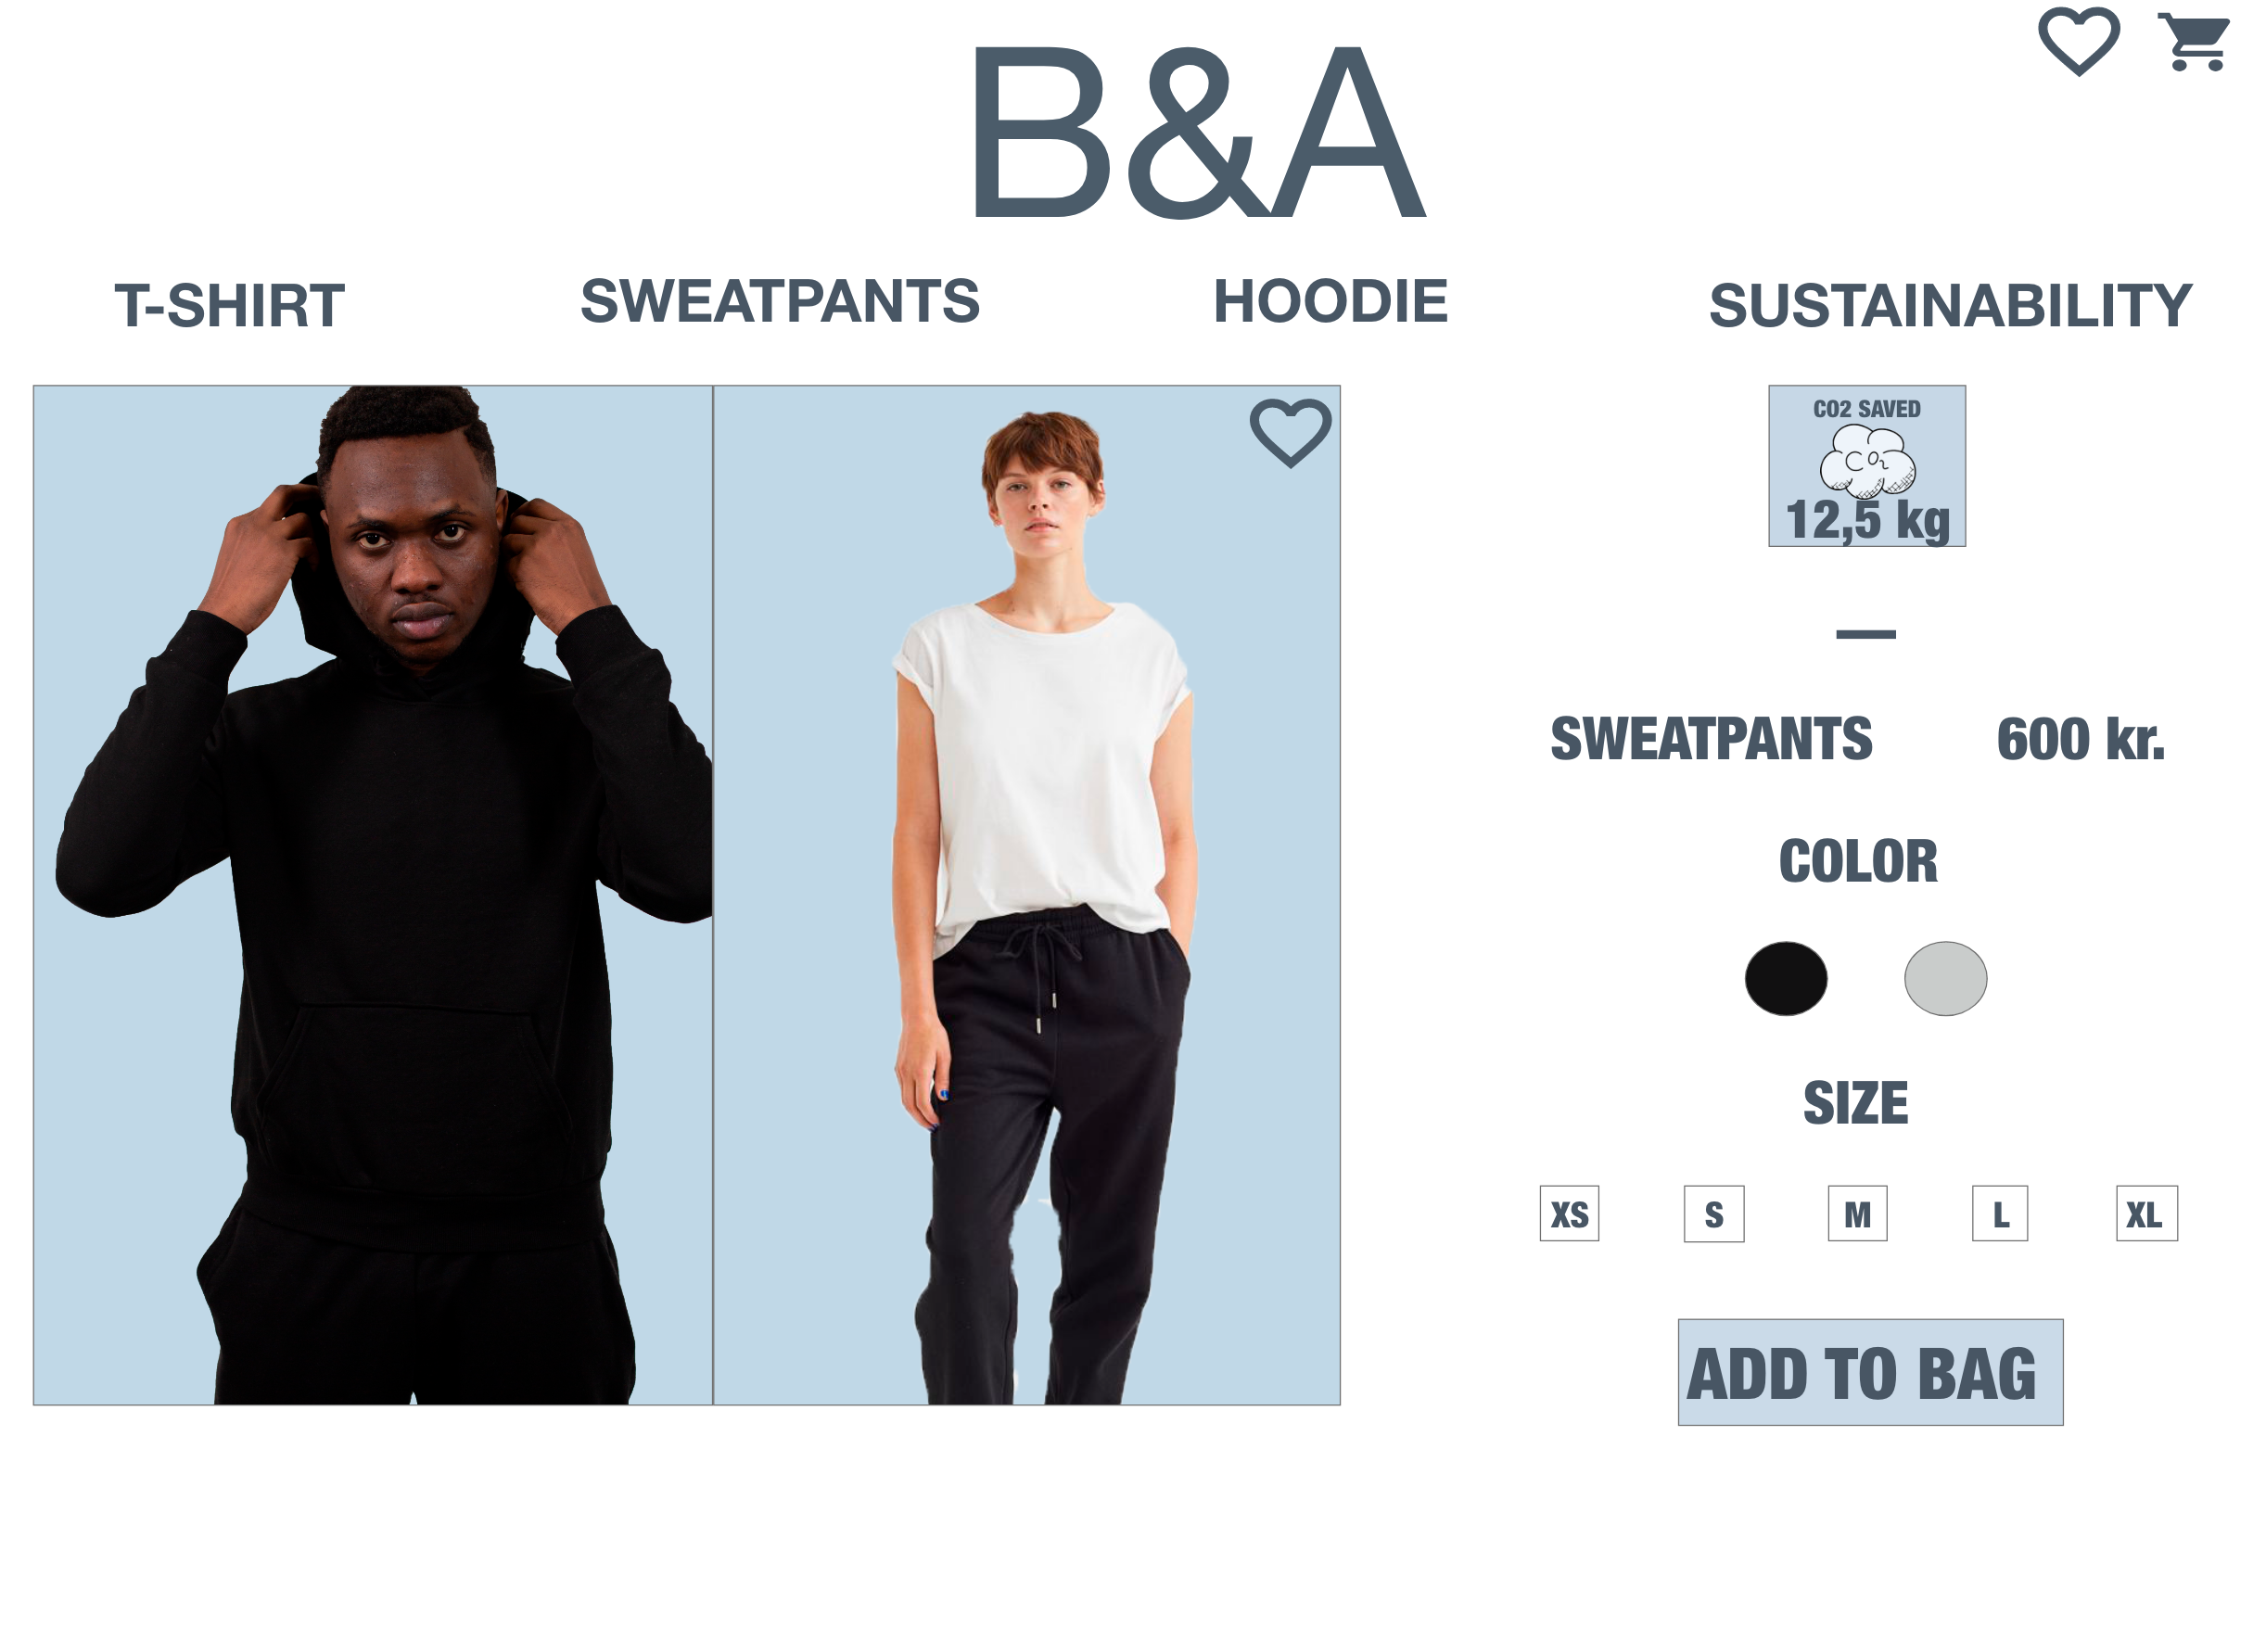 B&A
T-SHIRT SWEATPANTS HOODIE SUSTAINABILITY
CO2 SAVED
CO2
12,5 kg
SWEATPANTS 600 kr.
COLOR
SIZE
XS S M L XL
ADD TO BAG